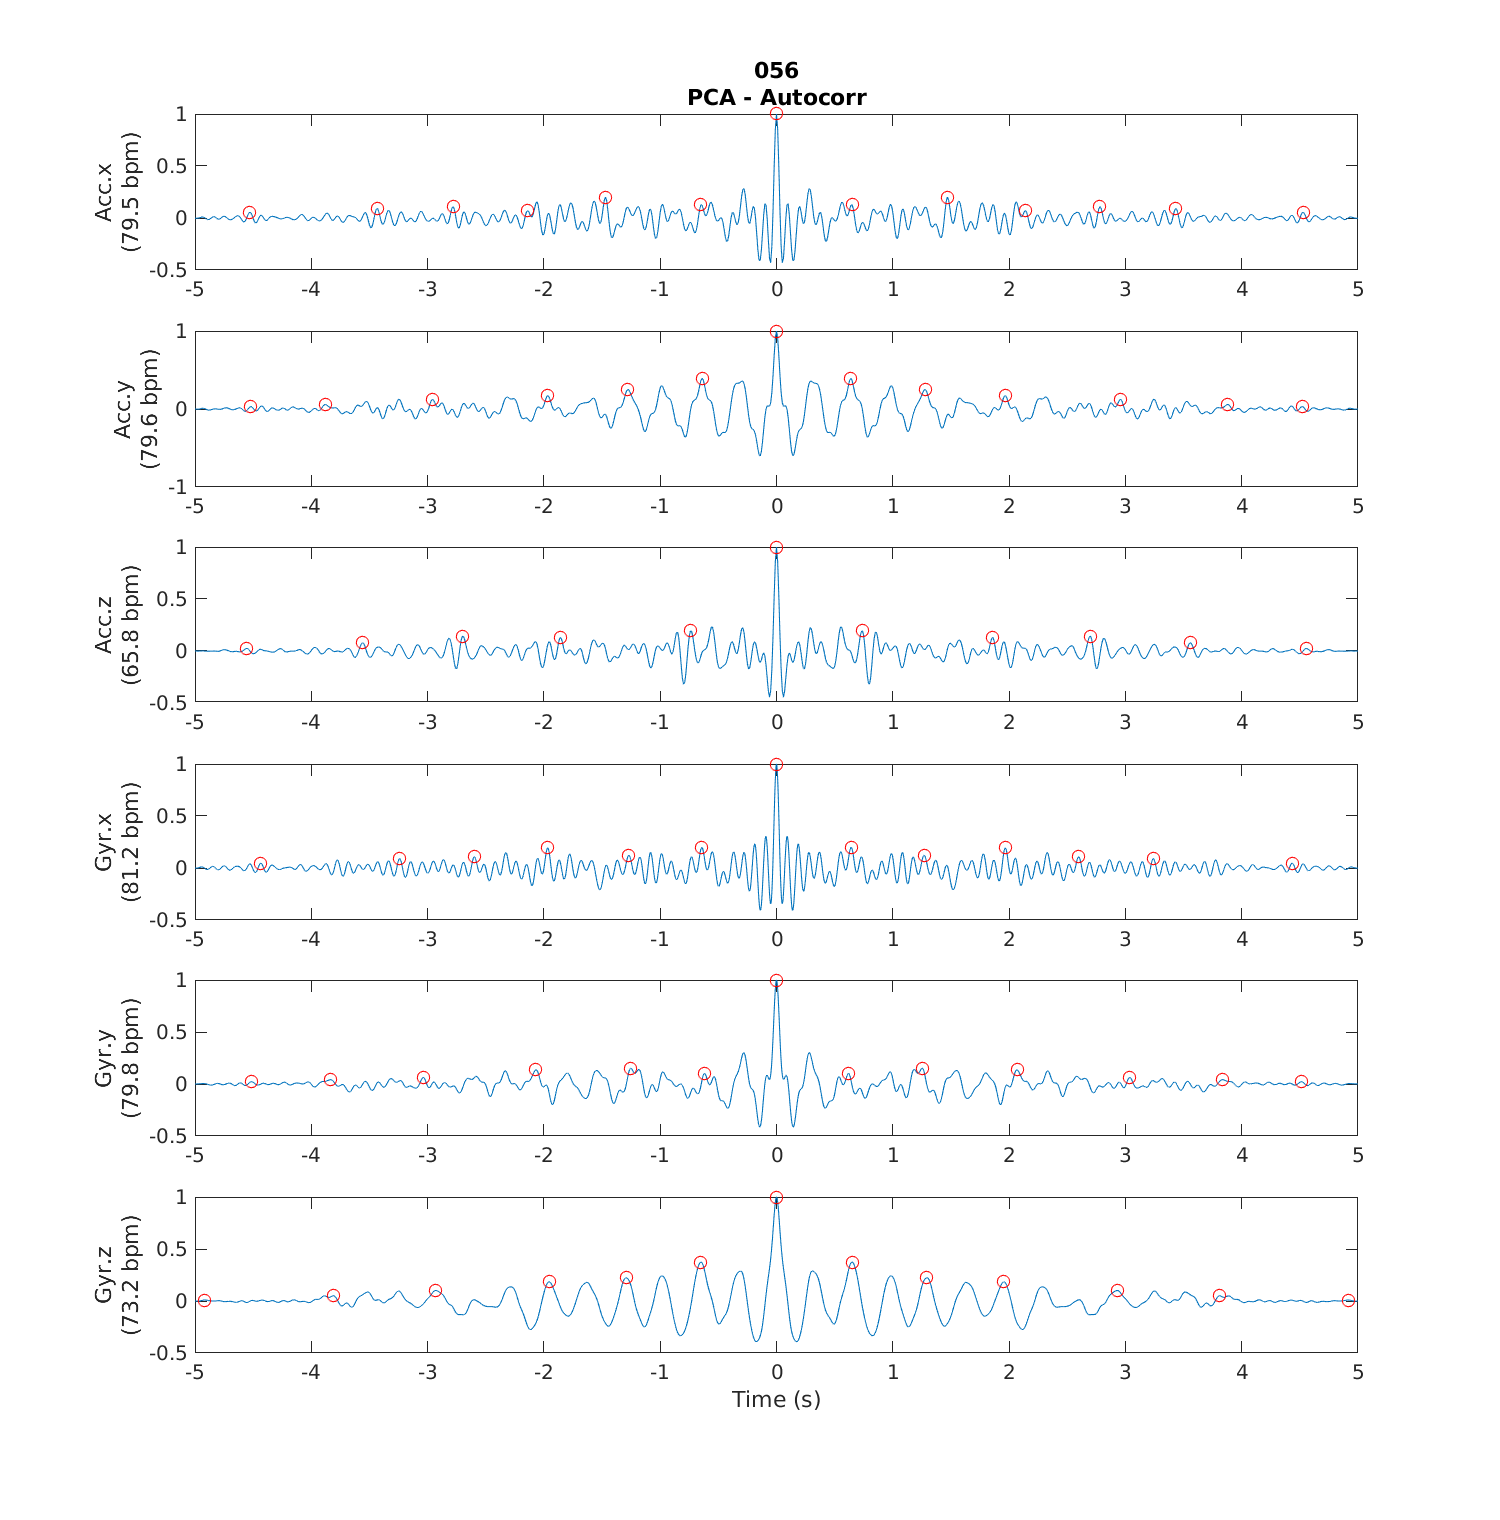 056
PCA - Autocorr
Acc.x
(79.5 bpm)
1
0.5
0
-0.5
-5 -4 -3 -2 -1 0 1 2 3 4 5
Acc.y
(79.6 bpm)
1
0
-1
-5 -4 -3 -2 -1 0 1 2 3 4 5
Acc.z
(65.8 bpm)
1
0.5
0
-0.5
-5 -4 -3 -2 -1 0 1 2 3 4 5
Gyr.x
(81.2 bpm)
1
0.5
0
-0.5
-5 -4 -3 -2 -1 0 1 2 3 4 5
Gyr.y
(79.8 bpm)
1
0.5
0
-0.5
-5 -4 -3 -2 -1 0 1 2 3 4 5
Gyr.z
(73.2 bpm)
1
0.5
0
-0.5
-5 -4 -3 -2 -1 0 1 2 3 4 5
Time (s)